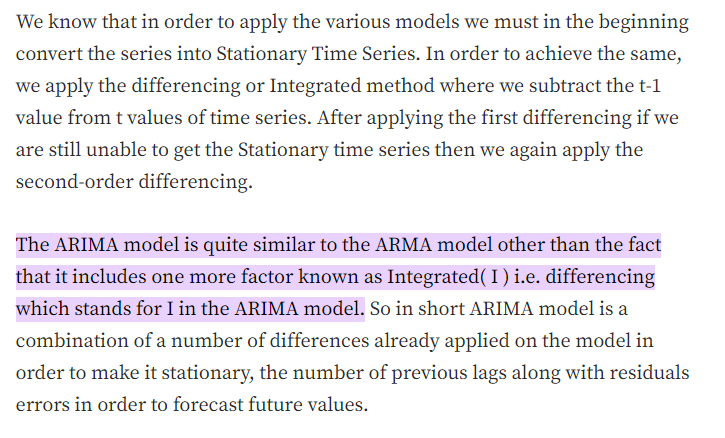 We know that in order to apply the various models we must in the beginning
convert the series into Stationary Time Series. In order to achieve the same,
we apply the differencing or Integrated method where we subtract the t-1
value from t values of time series. After applying the first differencing if we
are still unable to get the Stationary time series then we again apply the
second-order differencing.
The ARIMA model is quite similar to the ARMA model other than the fact
that it includes one more factor known as Integrated( I ) i.e. differencing
which stands for I in the ARIMA model. So in short ARIMA model is a
combination of a number of differences already applied on the model in
order to make it stationary, the number of previous lags along with residuals
errors in order to forecast future values.